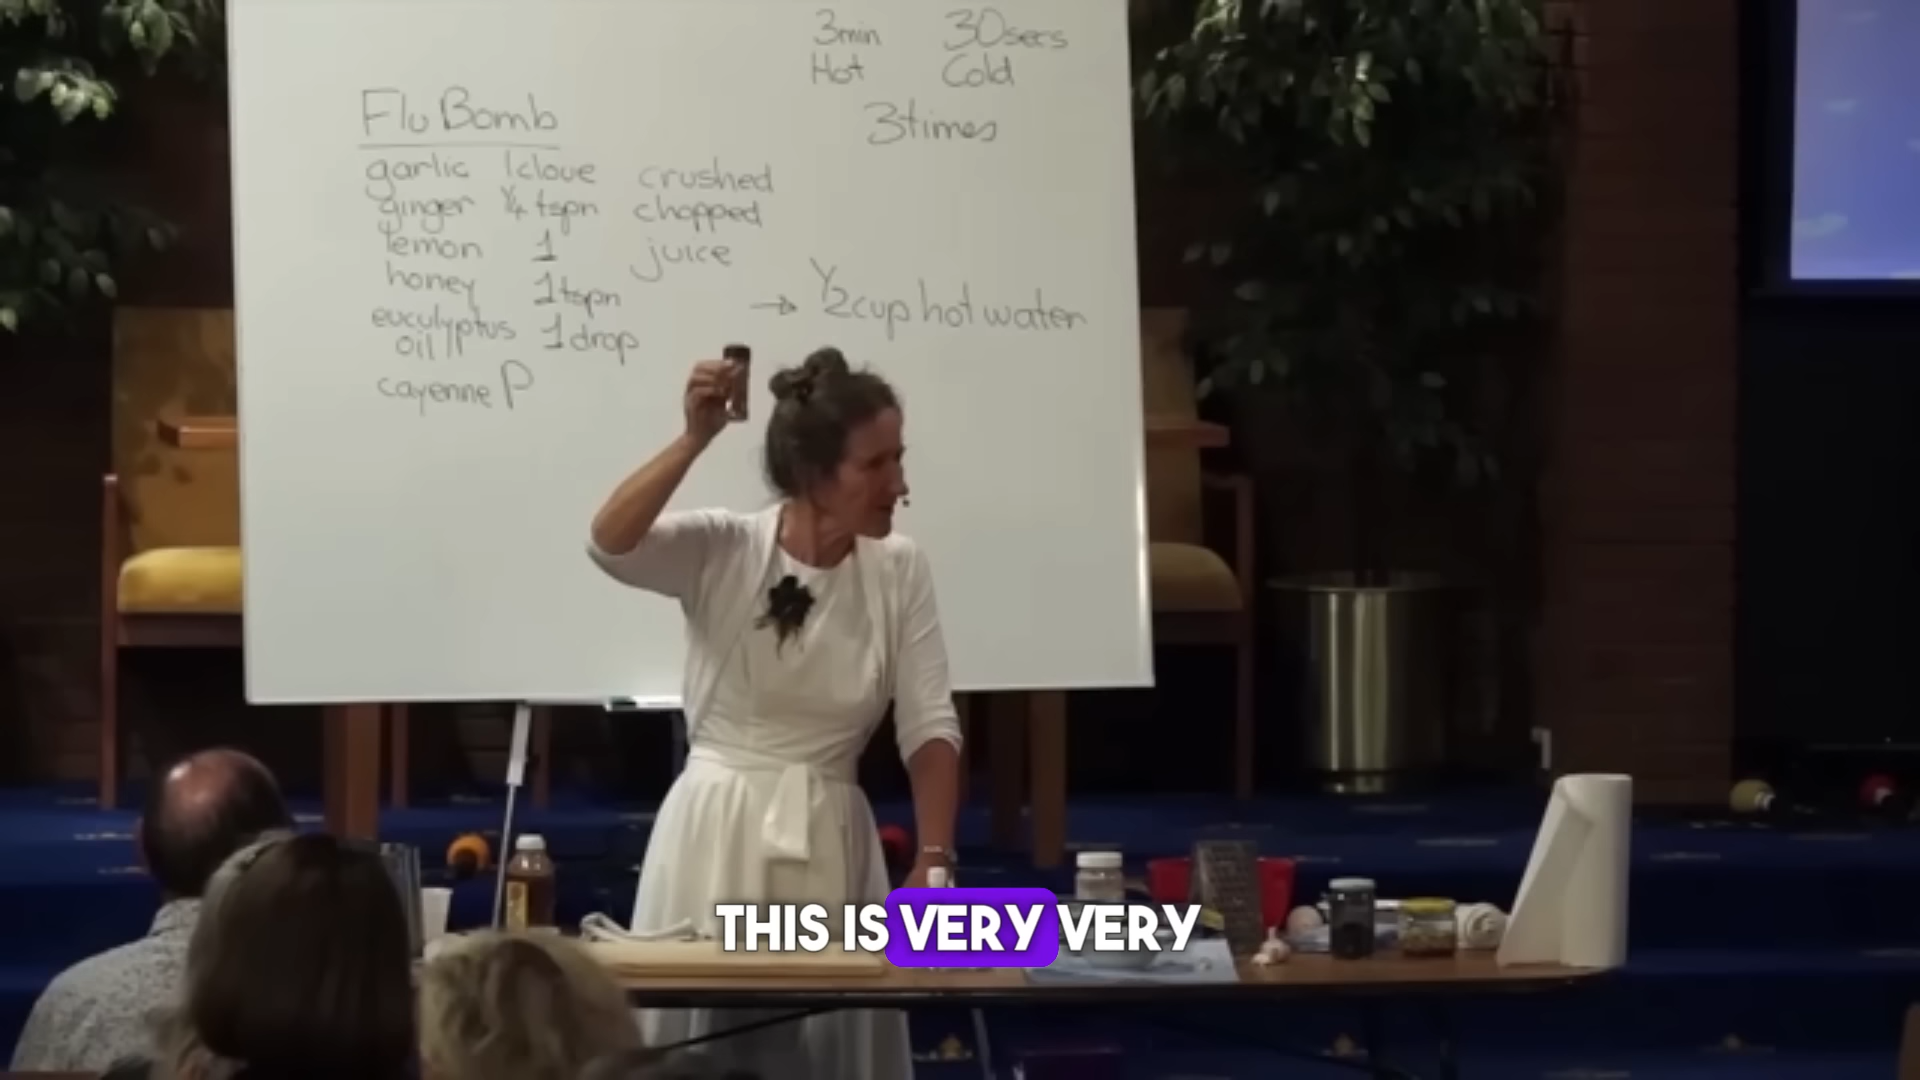 3min 30secs
Hot Cold
3times
Flu Bomb
garlic 1clove crushed
ginger ¼ tspn chopped
lemon 1 juice
honey 1tspn
euculyptus oil 1drop
cayenne P
→ ½cup hot water
THIS IS VERY VERY